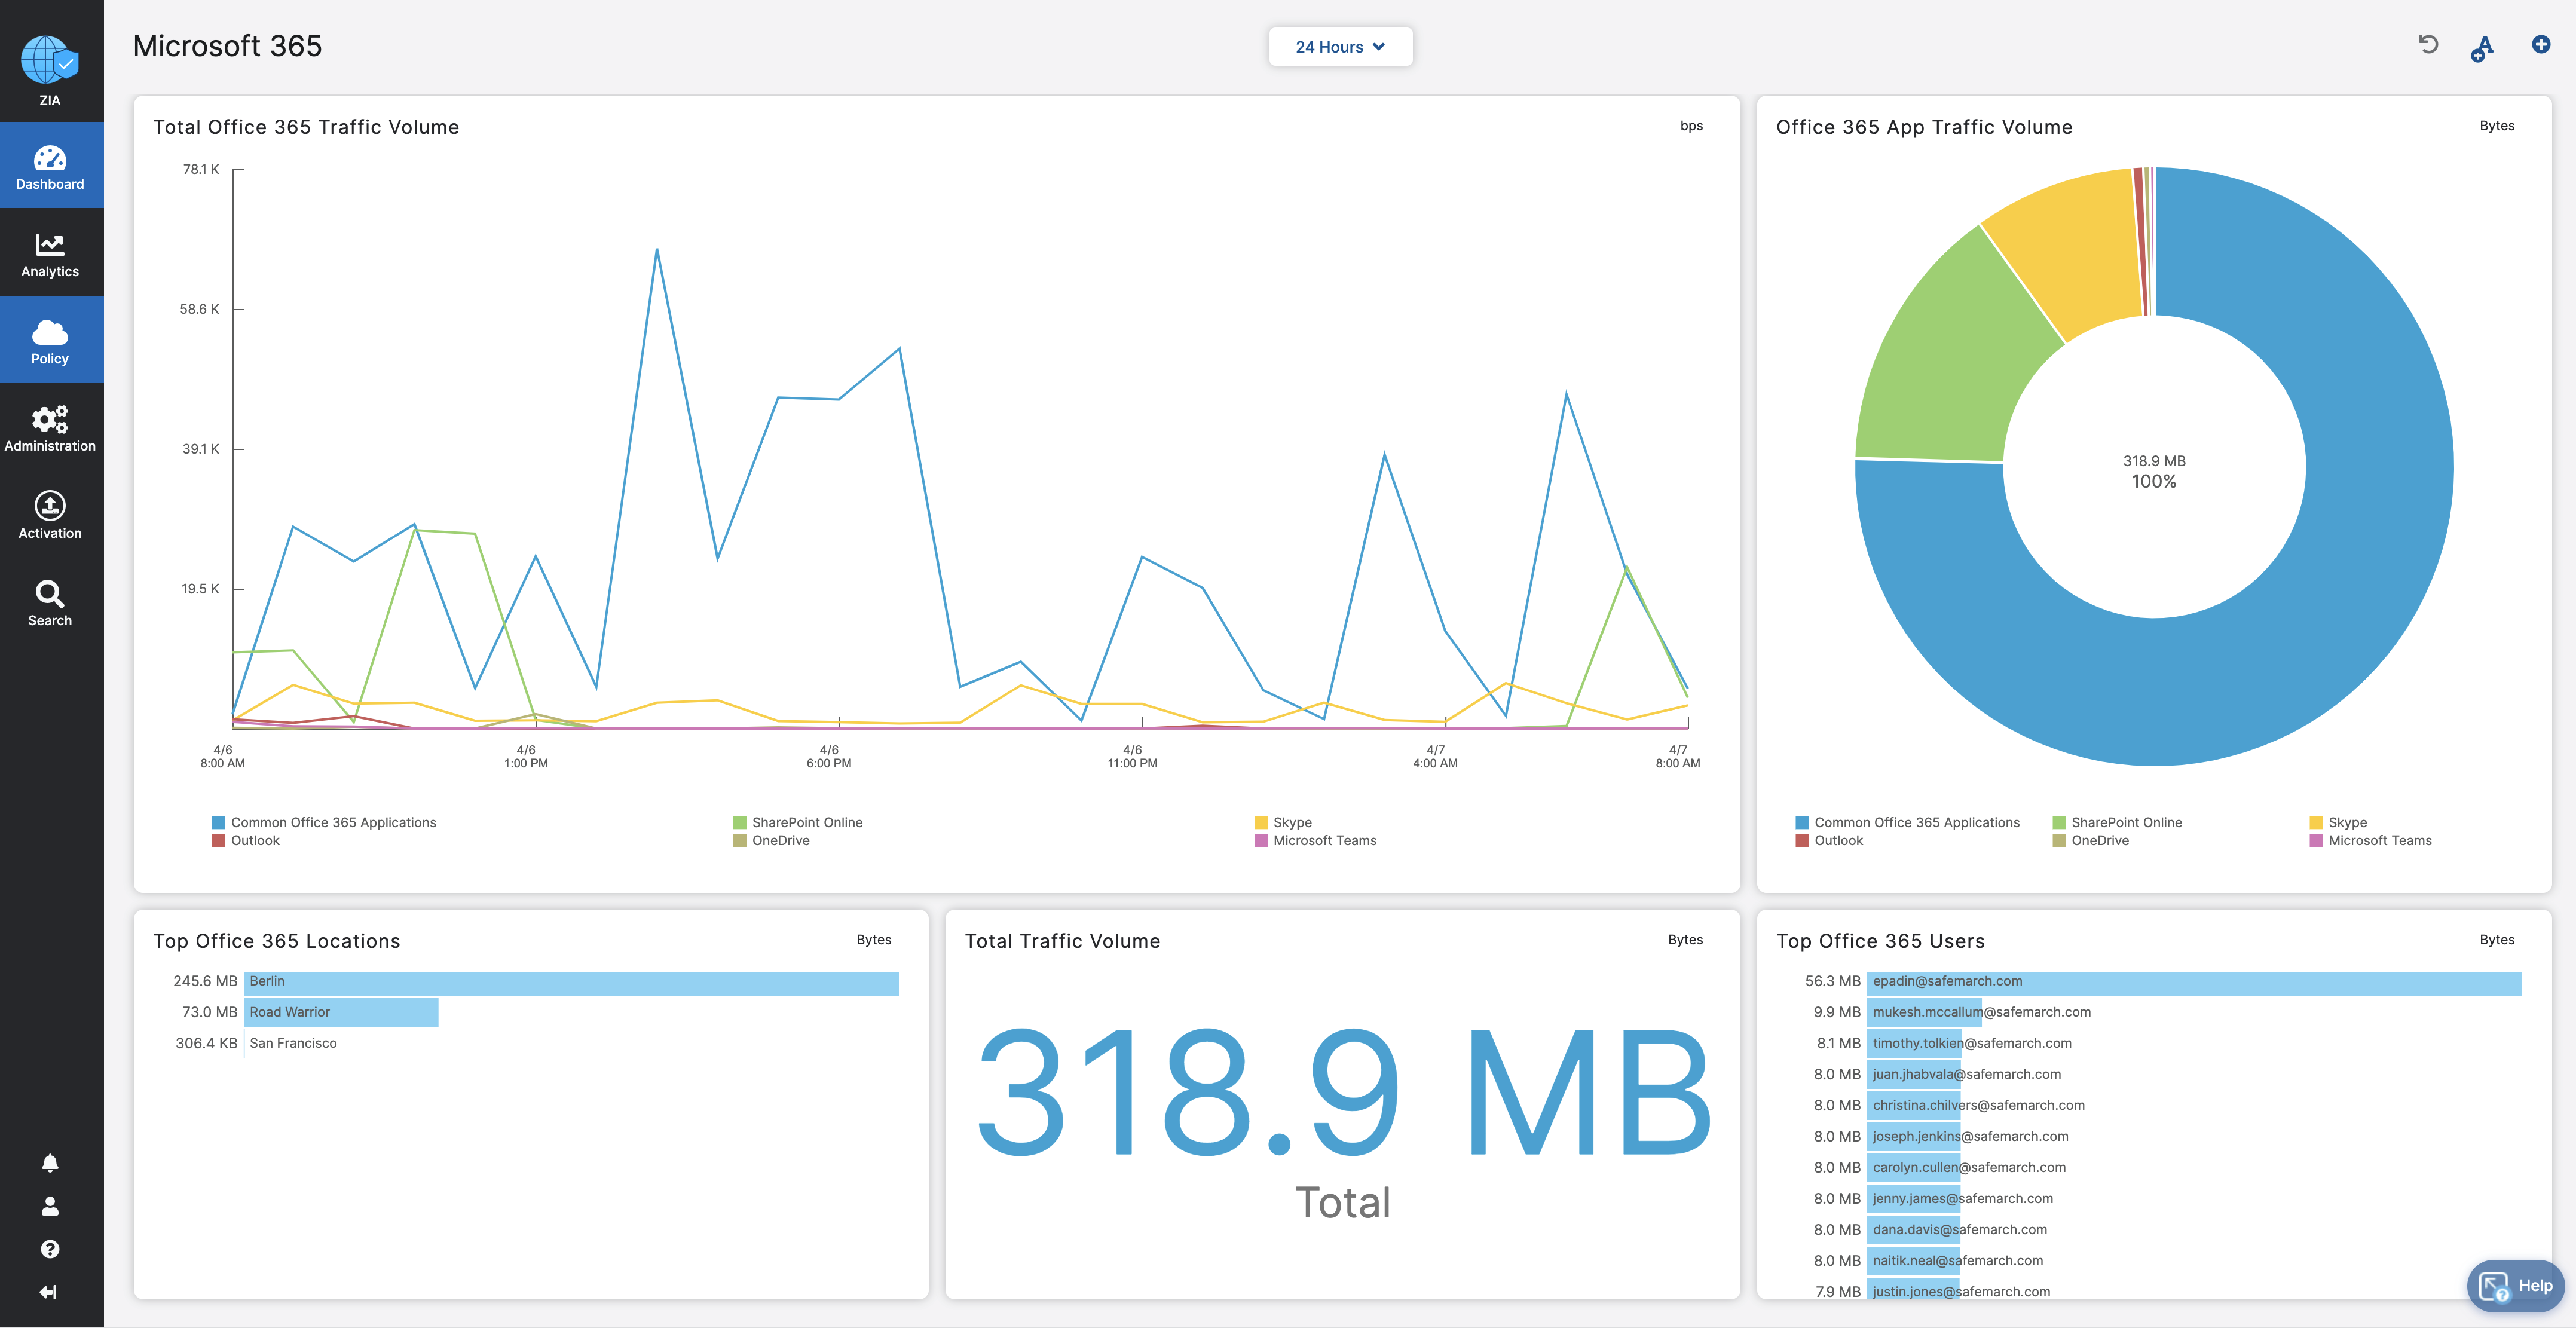 Microsoft 365
24 Hours
A
ZIA
Dashboard
Analytics
Policy
Administration
Activation
Search
Total Office 365 Traffic Volume
bps
78.1 K
58.6 K
39.1 K
19.5 K
4/6
8:00 AM
4/6
1:00 PM
4/6
6:00 PM
4/6
11:00 PM
4/7
4:00 AM
4/7
8:00 AM
Common Office 365 Applications
SharePoint Online
Skype
Outlook
OneDrive
Microsoft Teams
Office 365 App Traffic Volume
Bytes
318.9 MB
100%
Common Office 365 Applications
SharePoint Online
Skype
Outlook
OneDrive
Microsoft Teams
Top Office 365 Locations
Bytes
245.6 MB Berlin
73.0 MB Road Warrior
306.4 KB San Francisco
Total Traffic Volume
Bytes
318.9 MB
Total
Top Office 365 Users
Bytes
56.3 MB epadin@safemarch.com
9.9 MB mukesh.mccallum@safemarch.com
8.1 MB timothy.tolkien@safemarch.com
8.0 MB juan.jhabvala@safemarch.com
8.0 MB christina.chilvers@safemarch.com
8.0 MB joseph.jenkins@safemarch.com
8.0 MB carolyn.cullen@safemarch.com
8.0 MB jenny.james@safemarch.com
8.0 MB dana.davis@safemarch.com
8.0 MB naitik.neal@safemarch.com
7.9 MB justin.jones@safemarch.com
Help